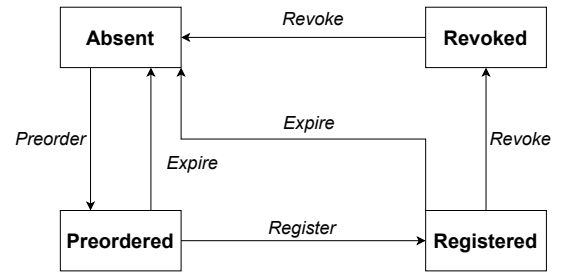 Revoke
Absent
Revoked
Preorder
Expire
Expire
Revoke
Register
Preordered
Registered